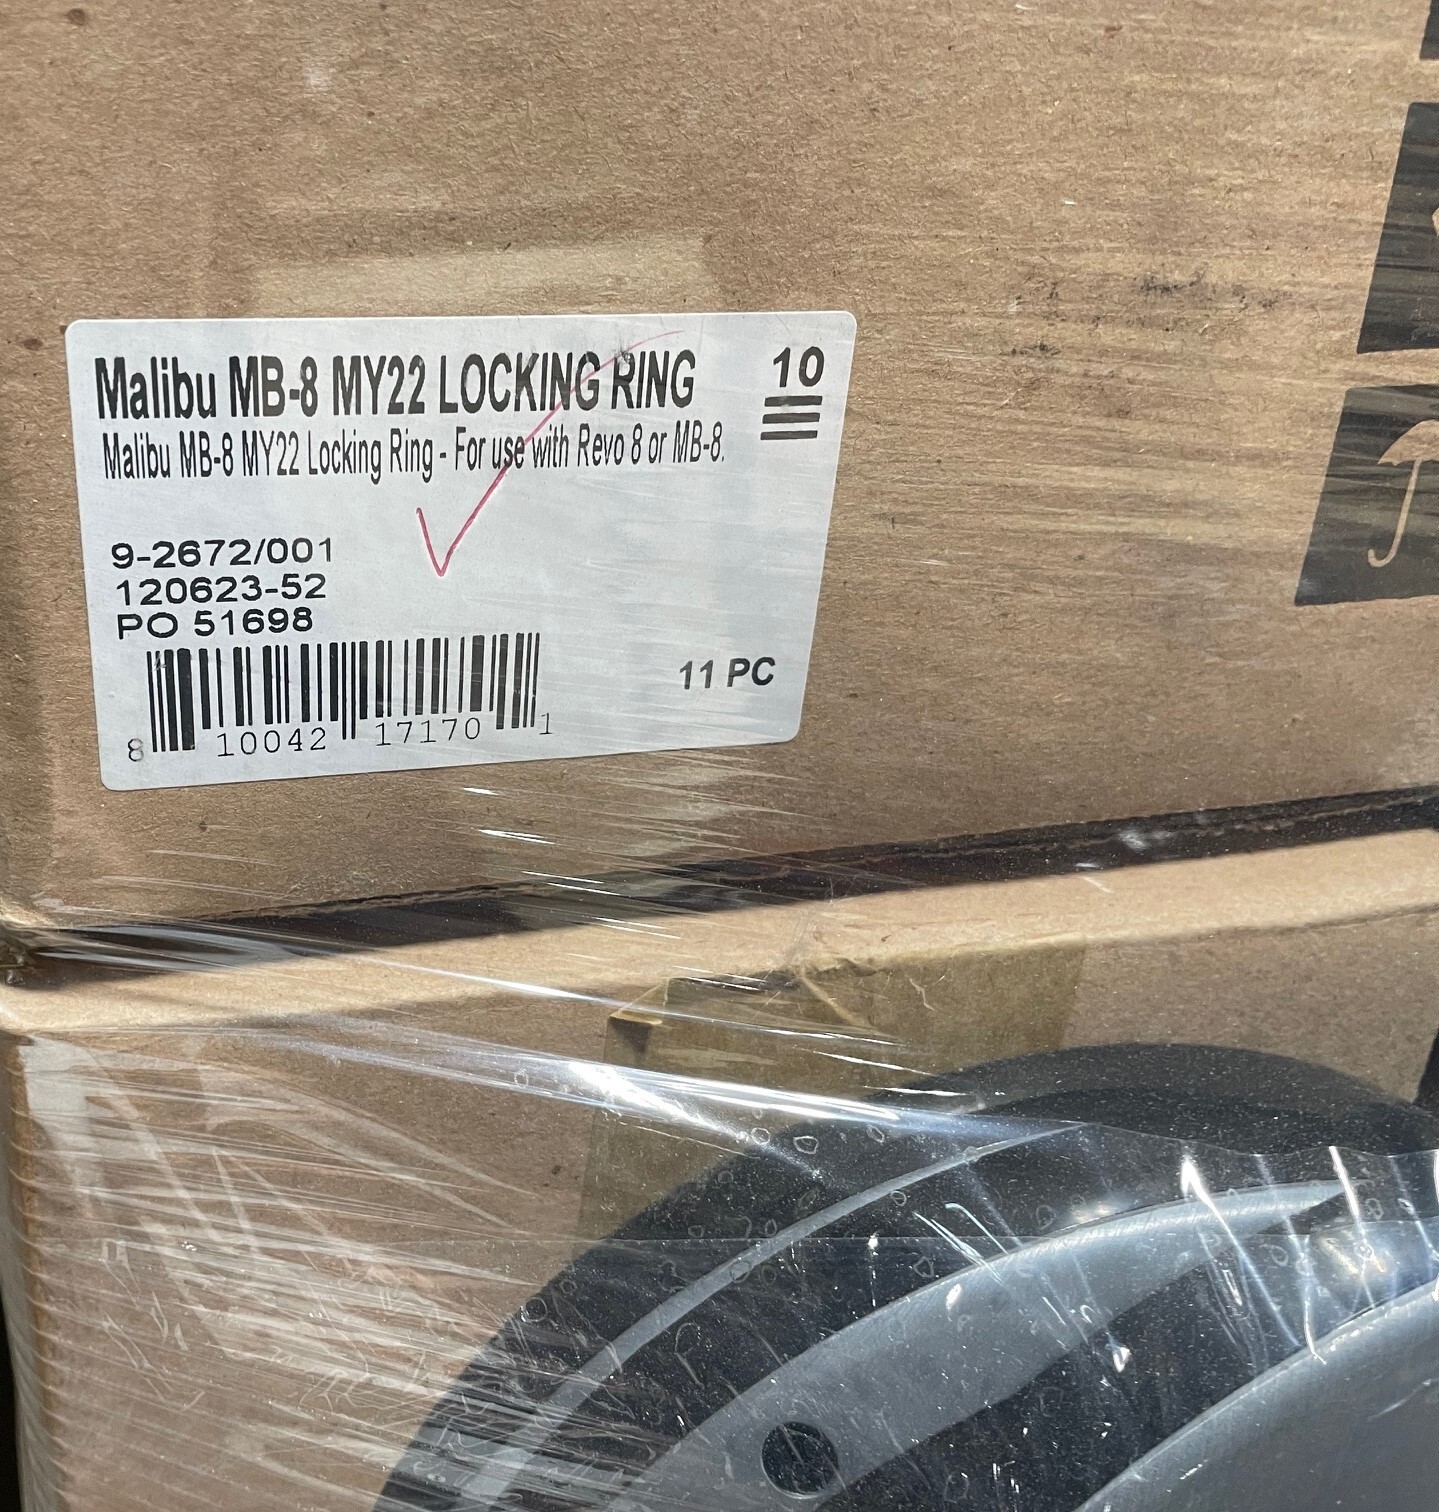 Malibu MB-8 MY22 LOCKING RING
10
Malibu MB-8 MY22 Locking Ring - For use with Revo 8 or MB-8.
9-2672/001
120623-52
PO 51698
11 PC
8 10042 17170 1